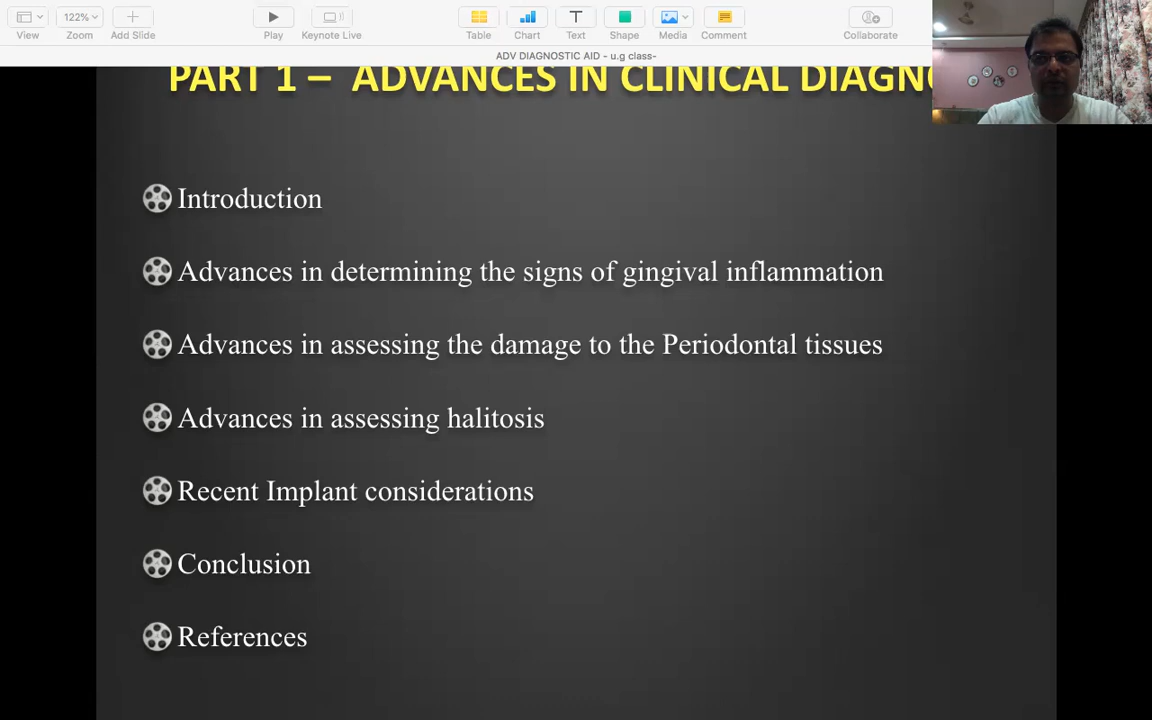 122%
View
Zoom
Add Slide
Play
Keynote Live
Table
Chart
Text
Shape
Media
Comment
Collaborate
ADV DIAGNOSTIC AID - u.g class-
PART 1 – ADVANCES IN CLINICAL
Introduction
Advances in determining the signs of gingival inflammation
Advances in assessing the damage to the Periodontal tissues
Advances in assessing halitosis
Recent Implant considerations
Conclusion
References